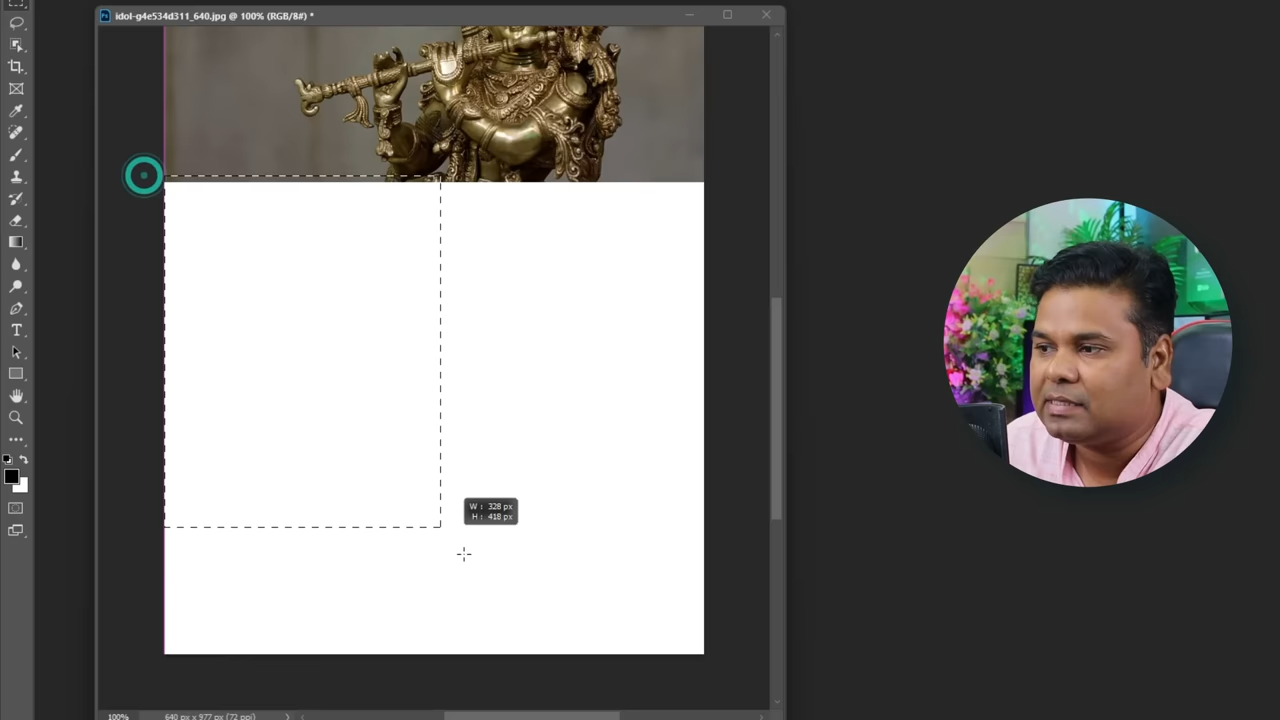 idol-g4e534d311_640.jpg @ 100% (RGB/8#) *
W : 328 px
H : 418 px
100% 640 px x 977 px (72 ppi)